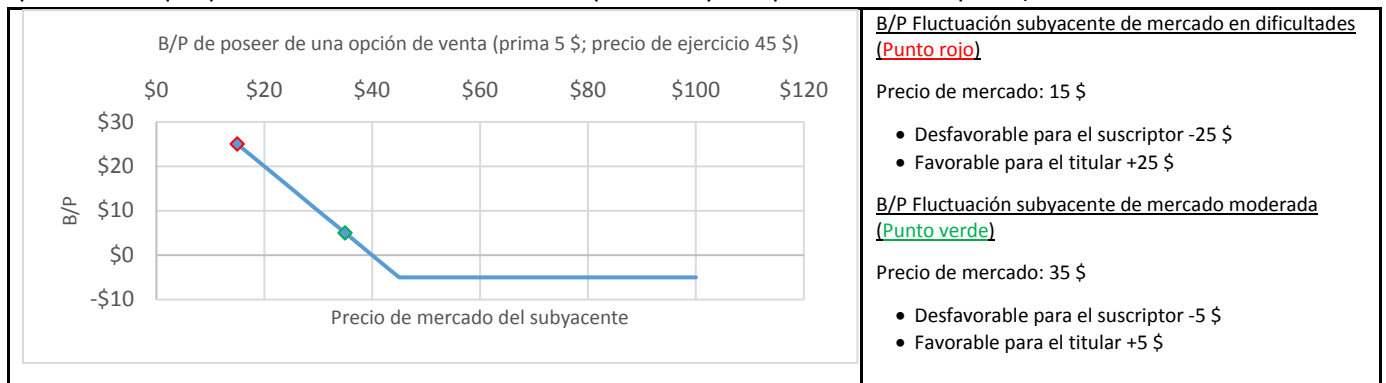 B/P de poseer de una opción de venta (prima 5 $; precio de ejercicio 45 $)
$0 $20 $40 $60 $80 $100 $120
$30
$20
$10
$0
-$10
B/P
Precio de mercado del subyacente
B/P Fluctuación subyacente de mercado en dificultades
(Punto rojo)
Precio de mercado: 15 $
• Desfavorable para el suscriptor -25 $
• Favorable para el titular +25 $
B/P Fluctuación subyacente de mercado moderada
(Punto verde)
Precio de mercado: 35 $
• Desfavorable para el suscriptor -5 $
• Favorable para el titular +5 $